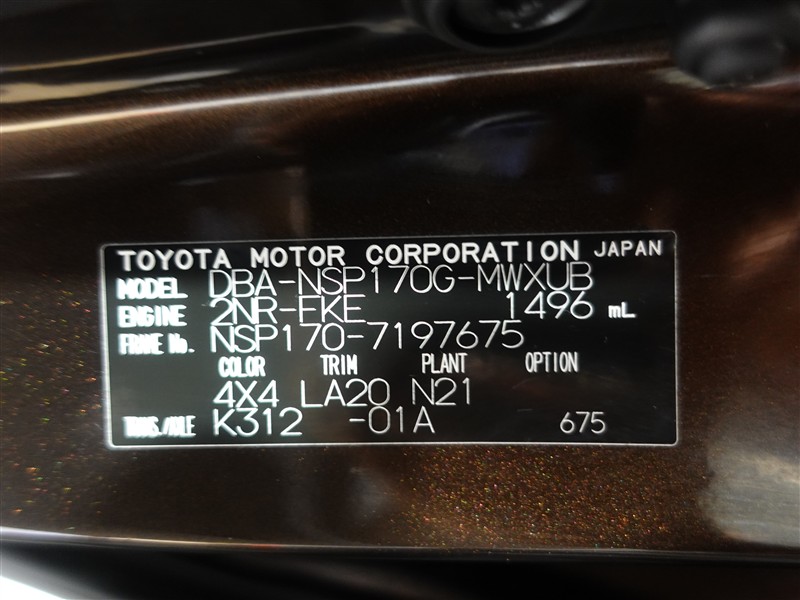 TOYOTA MOTOR CORPORATION JAPAN
MODEL DBA-NSP170G-MWXUB
ENGINE 2NR-FKE 1496 mL
FRAME No. NSP170-7197675
COLOR TRIM PLANT OPTION
4X4 LA20 N21
TRANS./AXLE K312 -01A 675